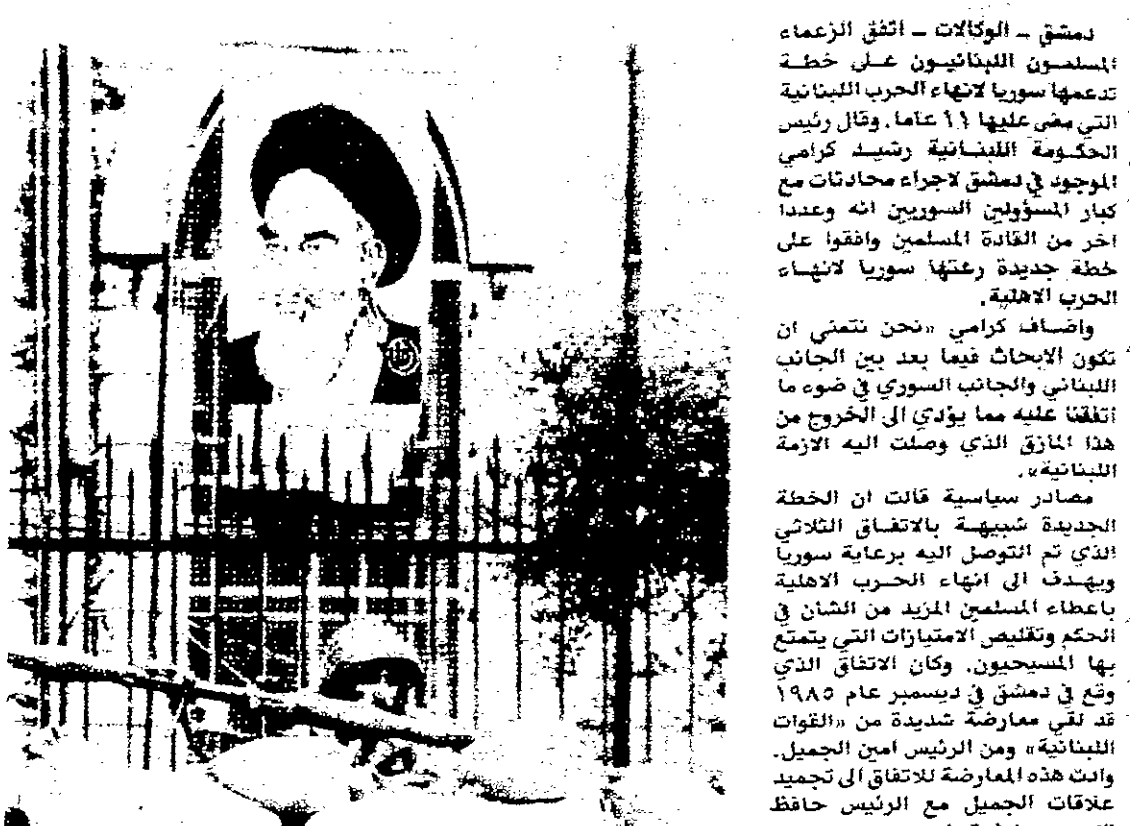 دمشق - الوكالات - اتفق الزعماء
المسلمون اللبنانيون على خطة
تدعمها سوريا لانهاء الحرب اللبنانية
التي مضى عليها ١١ عاما. وقال رئيس
الحكومة اللبنانية رشيد كرامي
الموجود في دمشق لاجراء محادثات مع
كبار المسؤولين السوريين انه وعددا
اخر من القادة المسلمين وافقوا على
خطة جديدة رعتها سوريا لانهاء
الحرب الاهلية.
واضاف كرامي «نحن نتمنى ان
تكون الابحاث فيما بعد بين الجانب
اللبناني والجانب السوري في ضوء ما
اتفقنا عليه مما يؤدي الى الخروج من
هذا المازق الذي وصلت اليه الازمة
اللبنانية».
مصادر سياسية قالت ان الخطة
الجديدة شبيهة بالاتفاق الثلاثي
الذي تم التوصل اليه برعاية سوريا
ويهدف الى انهاء الحرب الاهلية
باعطاء المسلمين المزيد من الشان في
الحكم وتقليص الامتيازات التي يتمتع
بها المسيحيون. وكان الاتفاق الذي
وقع في دمشق في ديسمبر عام ١٩٨٥
قد لقي معارضة شديدة من «القوات
اللبنانية» ومن الرئيس امين الجميل.
وادت هذه المعارضة للاتفاق الى تجميد
علاقات الجميل مع الرئيس حافظ